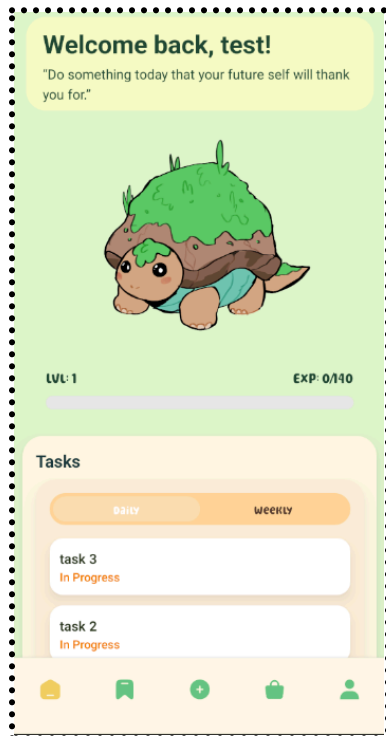 Welcome back, test!
“Do something today that your future self will thank
you for.”
LVL: 1
EXP: 0/140
Tasks
Daily
Weekly
task 3
In Progress
task 2
In Progress